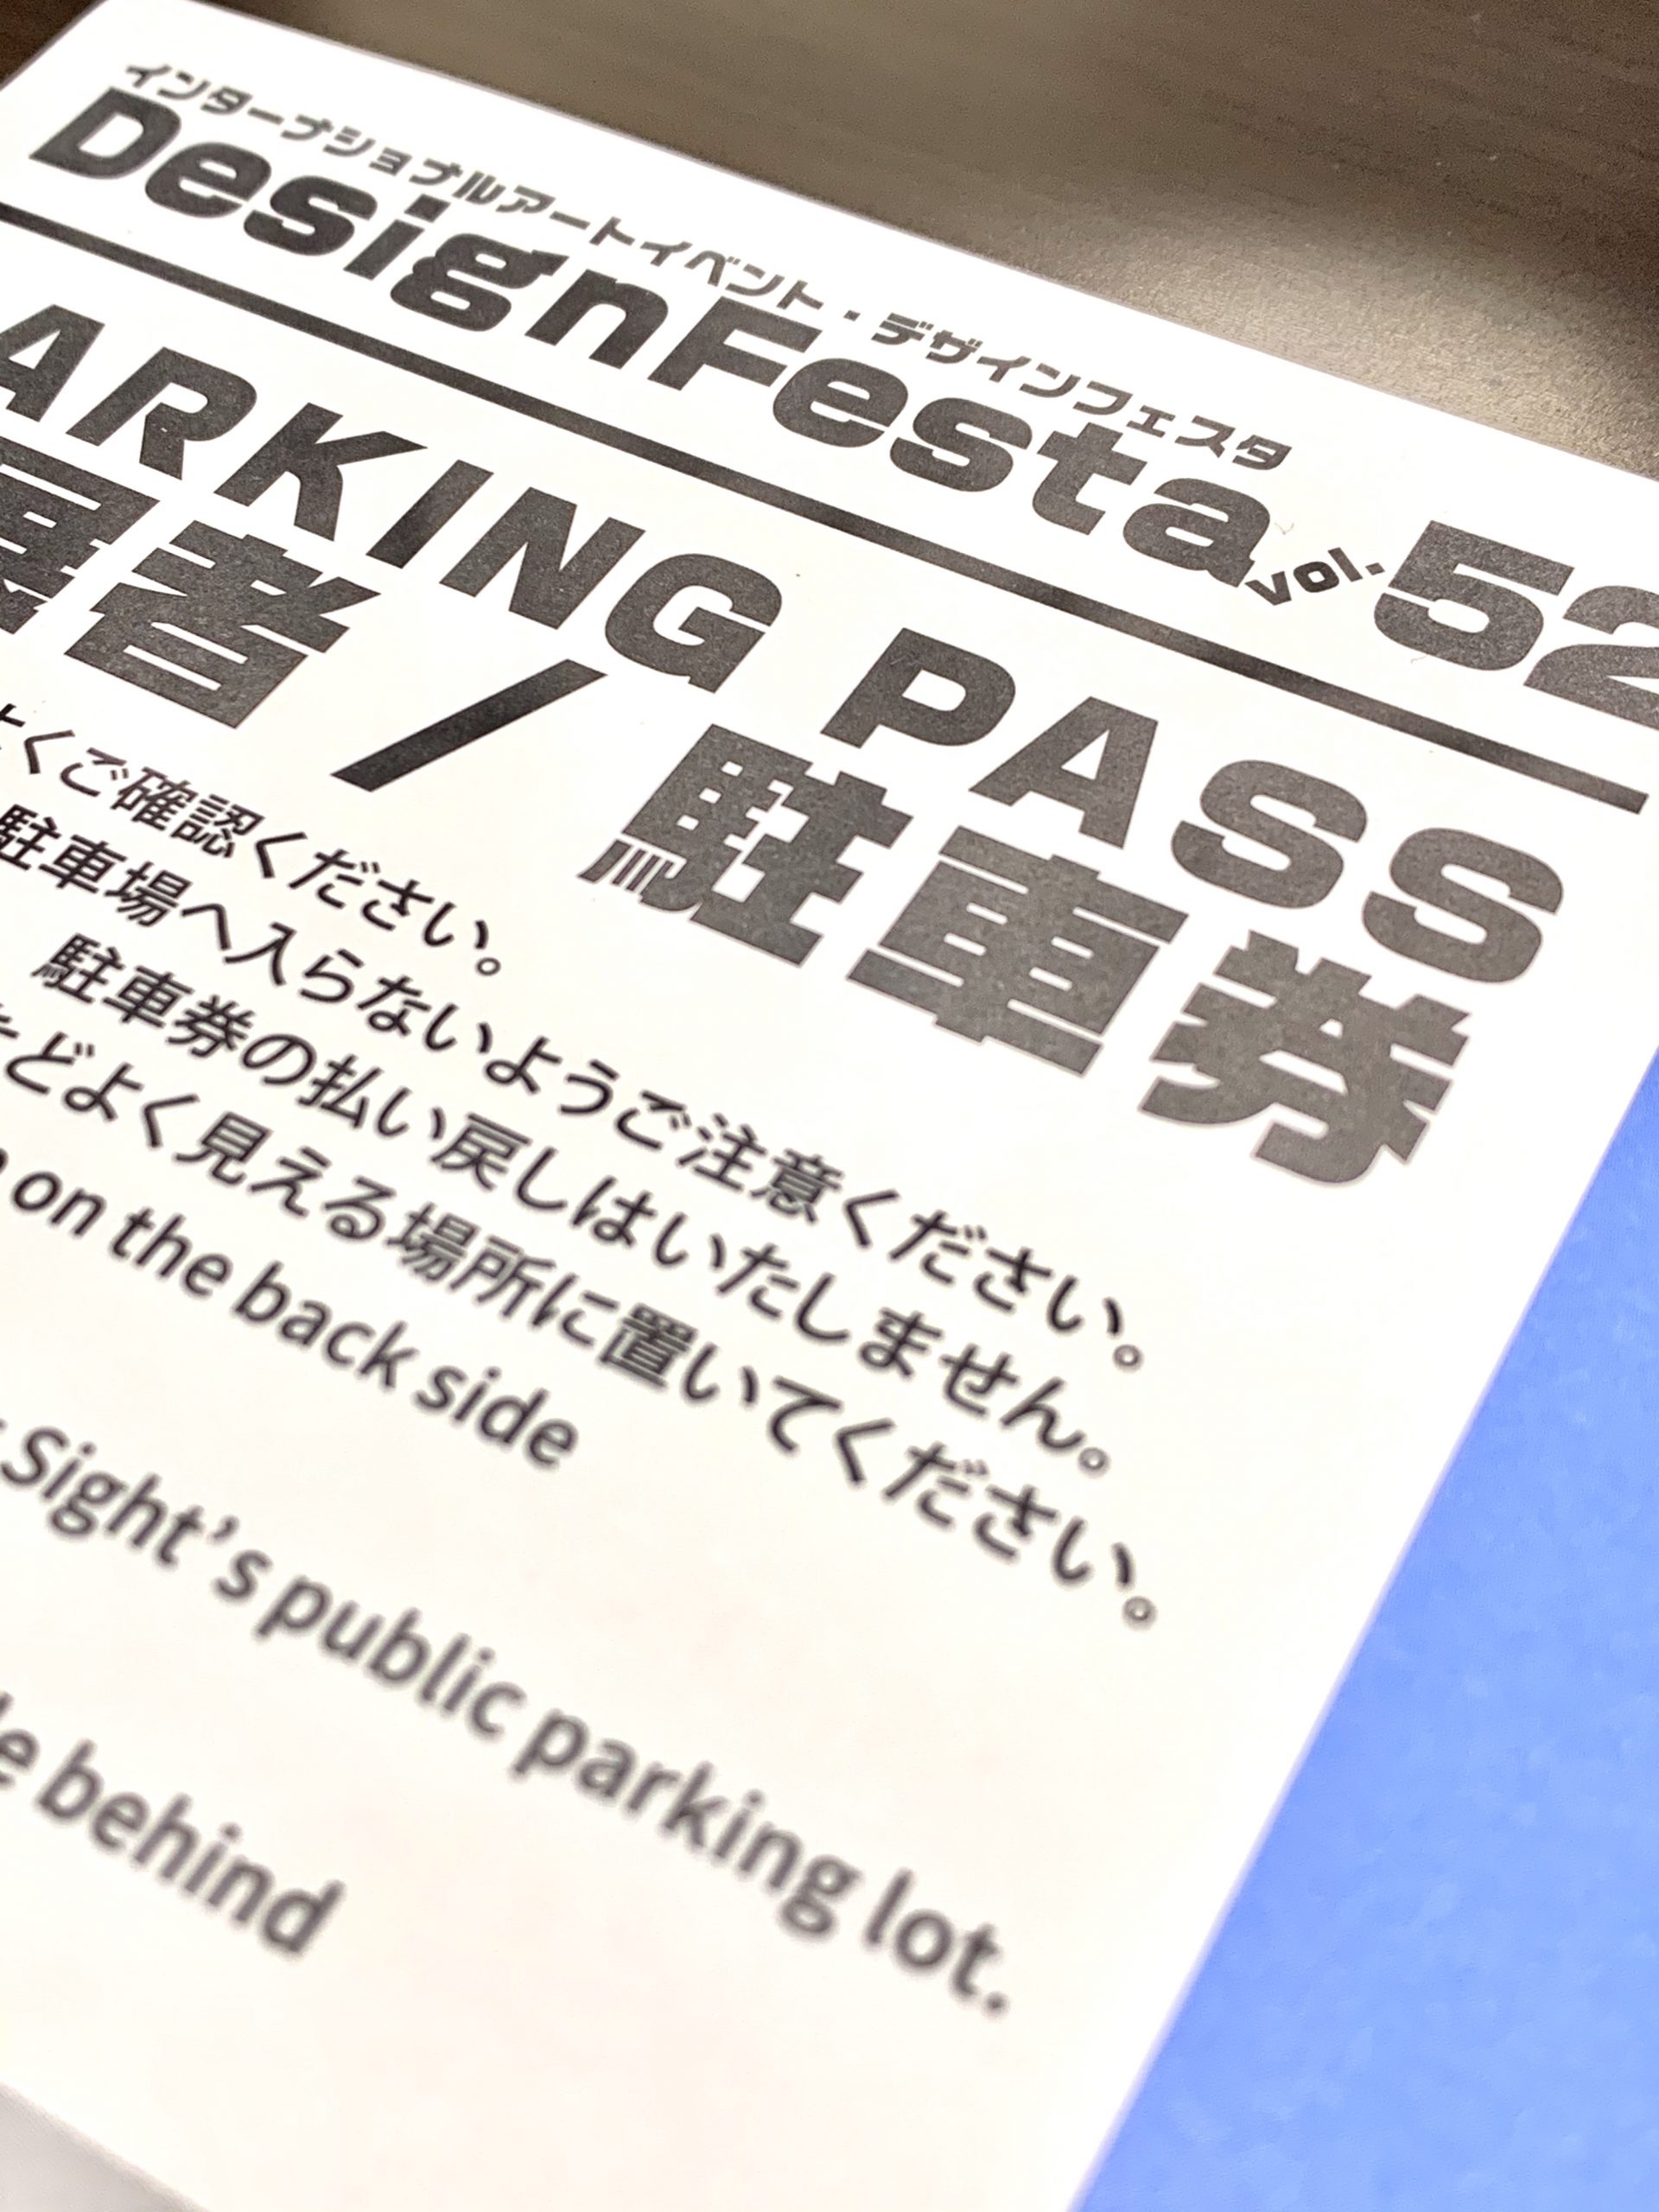 インターナショナルアートイベント・デザインフェスタ
DesignFesta vol.52
ARKING PASS
展者 / 駐車券
よくご確認ください。
駐車場へ入らないようご注意ください。
駐車券の払い戻しはいたしません。
などよく見える場所に置いてください。
on the back side
Sight's public parking lot.
behind